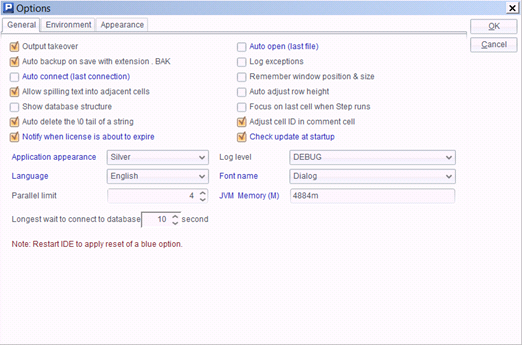 Options
General Environment Appearance
OK
Cancel
Output takeover
Auto open (last file)
Auto backup on save with extension . BAK
Log exceptions
Auto connect (last connection)
Remember window position & size
Allow spilling text into adjacent cells
Auto adjust row height
Show database structure
Focus on last cell when Step runs
Auto delete the \0 tail of a string
Adjust cell ID in comment cell
Notify when license is about to expire
Check update at startup
Application appearance Silver
Log level DEBUG
Language English
Font name Dialog
Parallel limit 4
JVM Memory (M) 4884m
Longest wait to connect to database 10 second
Note: Restart IDE to apply reset of a blue option.